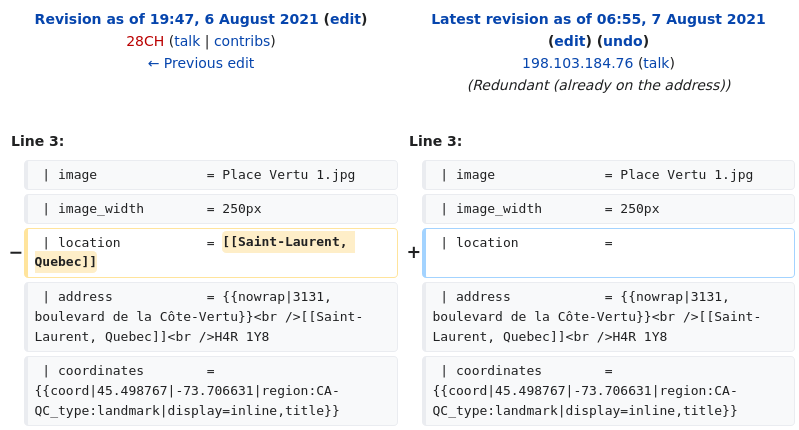 Revision as of 19:47, 6 August 2021 (edit)
28CH (talk | contribs)
← Previous edit
Latest revision as of 06:55, 7 August 2021
(edit) (undo)
198.103.184.76 (talk)
(Redundant (already on the address))
Line 3:
Line 3:
| image = Place Vertu 1.jpg
| image = Place Vertu 1.jpg
| image_width = 250px
| image_width = 250px
− | location = [[Saint-Laurent,
Quebec]]
+ | location =
| address = {{nowrap|3131,
boulevard de la Côte-Vertu}}<br />[[Saint-
Laurent, Quebec]]<br />H4R 1Y8
| address = {{nowrap|3131,
boulevard de la Côte-Vertu}}<br />[[Saint-
Laurent, Quebec]]<br />H4R 1Y8
| coordinates =
{{coord|45.498767|-73.706631|region:CA-
QC_type:landmark|display=inline,title}}
| coordinates =
{{coord|45.498767|-73.706631|region:CA-
QC_type:landmark|display=inline,title}}